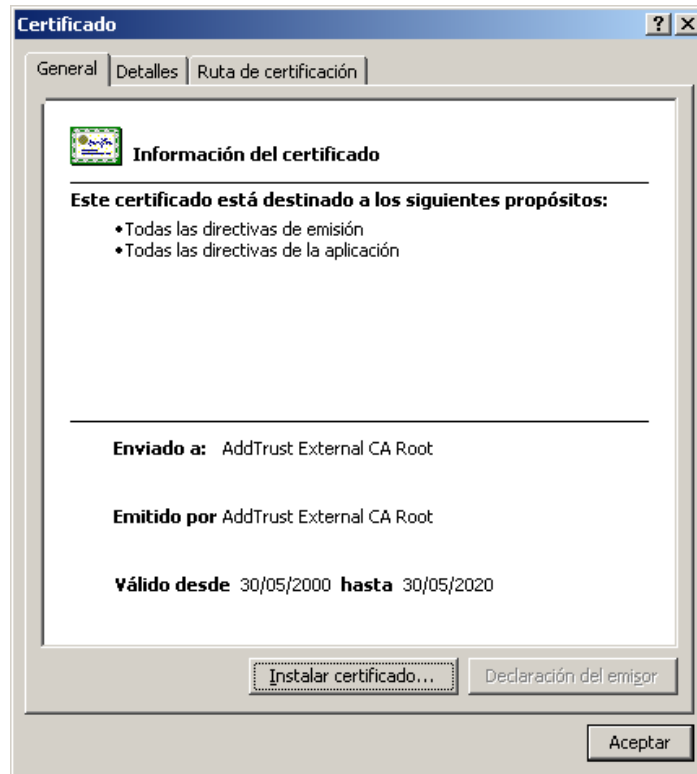 Certificado
General Detalles Ruta de certificación
Información del certificado
Este certificado está destinado a los siguientes propósitos:
•Todas las directivas de emisión
•Todas las directivas de la aplicación
Enviado a: AddTrust External CA Root
Emitido por AddTrust External CA Root
Válido desde 30/05/2000 hasta 30/05/2020
Instalar certificado... Declaración del emisor
Aceptar